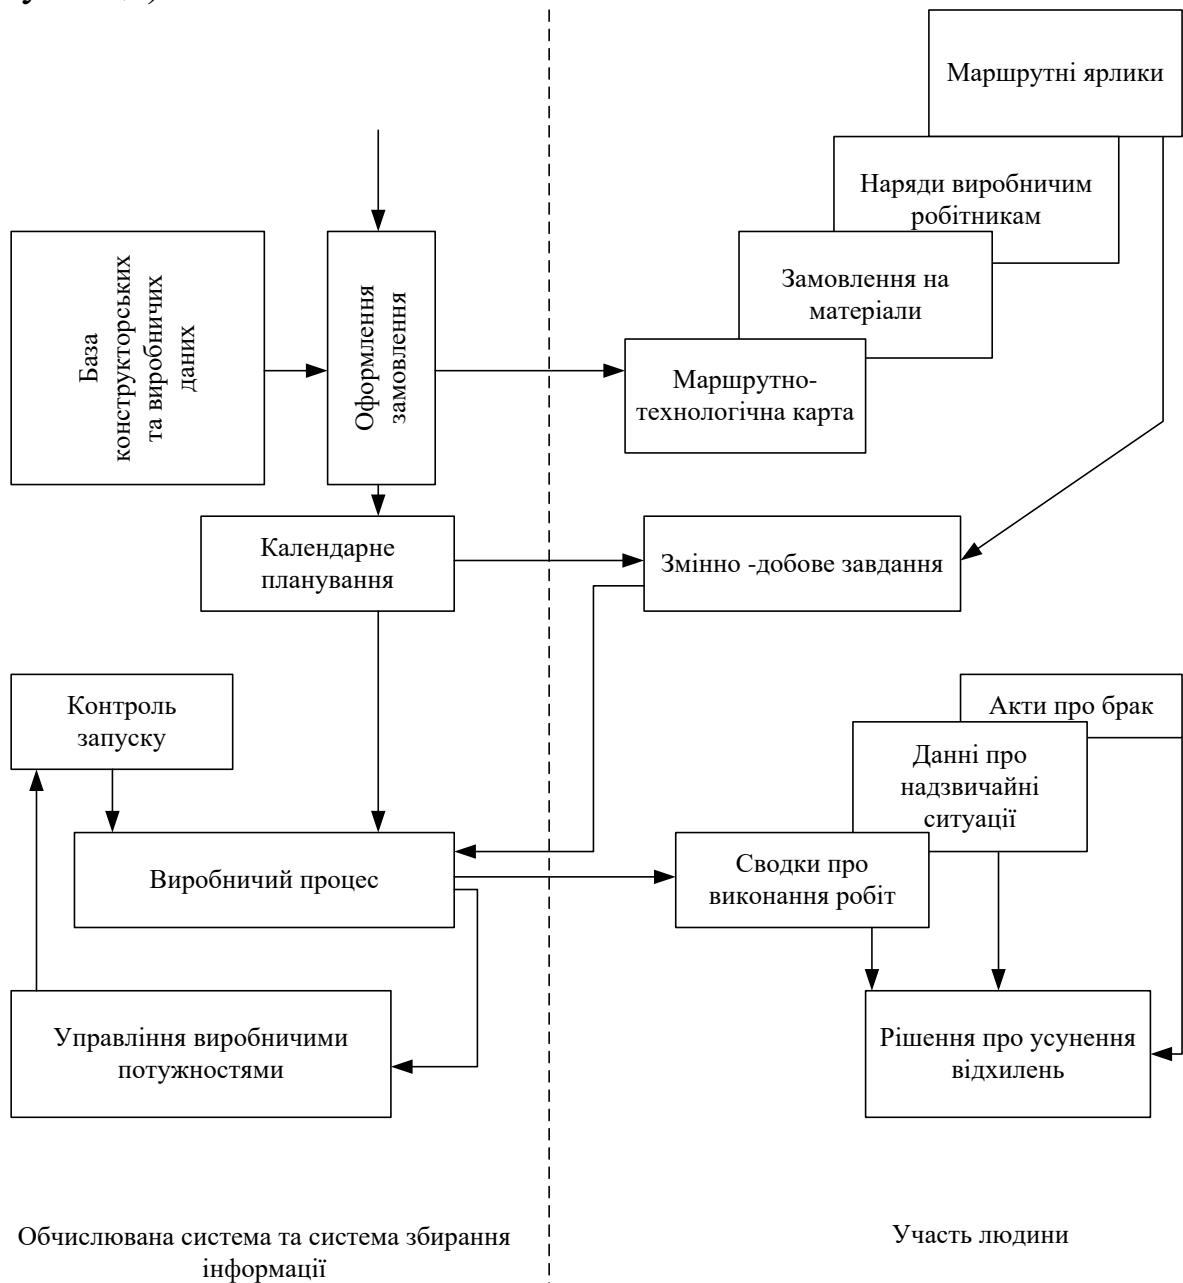 Маршрутні ярлики
Наряди виробничим
робітникам
Замовлення на
матеріали
Маршрутно-
технологічна карта
База
конструкторських
та виробничих
даних
Оформлення
замовлення
Календарне
планування
Змінно -добове завдання
Контроль
запуску
Акти про брак
Данні про
надзвичайні
ситуації
Виробничий процес
Сводки про
виконання робіт
Управління виробничими
потужностями
Рішення про усунення
відхилень
Обчислювана система та система збирання
інформації
Участь людини